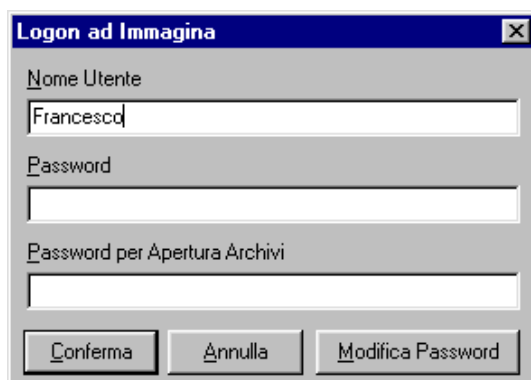 Logon ad Immagina
Nome Utente
Francesco
Password
Password per Apertura Archivi
Conferma Annulla Modifica Password